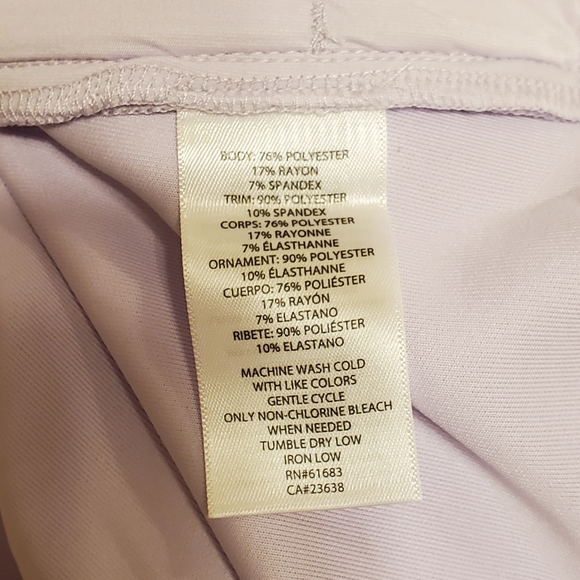 BODY: 76% POLYESTER
17% RAYON
7% SPANDEX
TRIM: 90% POLYESTER
10% SPANDEX
CORPS: 76% POLYESTER
17% RAYONNE
7% ÉLASTHANNE
ORNAMENT: 90% POLYESTER
10% ÉLASTHANNE
CUERPO: 76% POLIÉSTER
17% RAYÓN
7% ELASTANO
RIBETE: 90% POLIÉSTER
10% ELASTANO
MACHINE WASH COLD
WITH LIKE COLORS
GENTLE CYCLE
ONLY NON-CHLORINE BLEACH
WHEN NEEDED
TUMBLE DRY LOW
IRON LOW
RN#61683
CA#23638